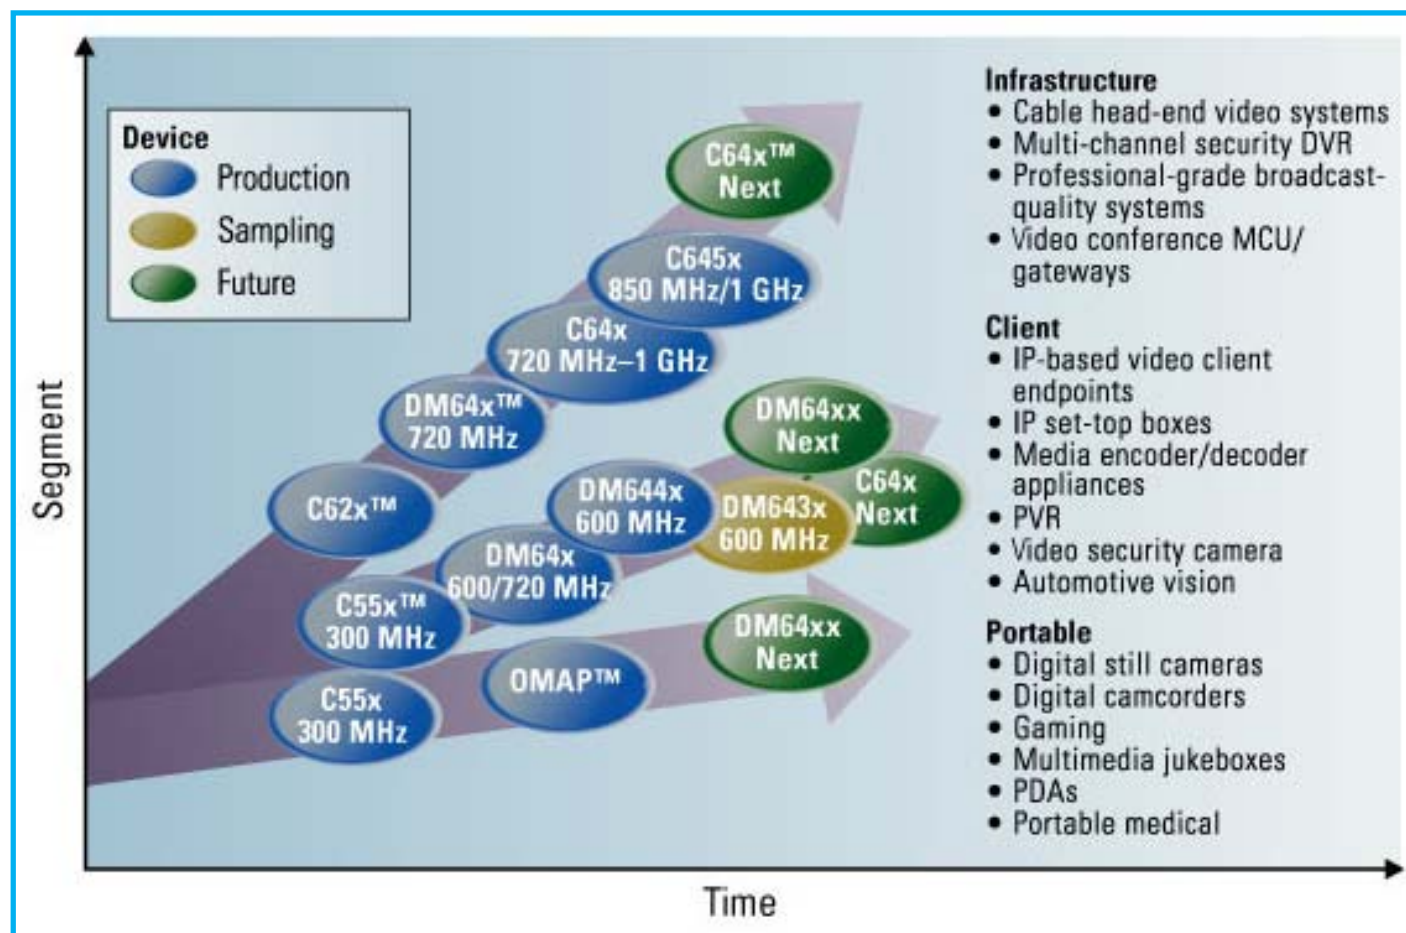 Segment
Device
Production
Sampling
Future
C64x™
Next
C645x
850 MHz/1 GHz
C64x
720 MHz–1 GHz
DM64x™
720 MHz
C62x™
DM64xx
Next
C64x
Next
DM643x
600 MHz
DM644x
600 MHz
DM64x
600/720 MHz
C55x™
300 MHz
DM64xx
Next
OMAP™
C55x
300 MHz
Infrastructure
• Cable head-end video systems
• Multi-channel security DVR
• Professional-grade broadcast-
quality systems
• Video conference MCU/
gateways
Client
• IP-based video client
endpoints
• IP set-top boxes
• Media encoder/decoder
appliances
• PVR
• Video security camera
• Automotive vision
Portable
• Digital still cameras
• Digital camcorders
• Gaming
• Multimedia jukeboxes
• PDAs
• Portable medical
Time